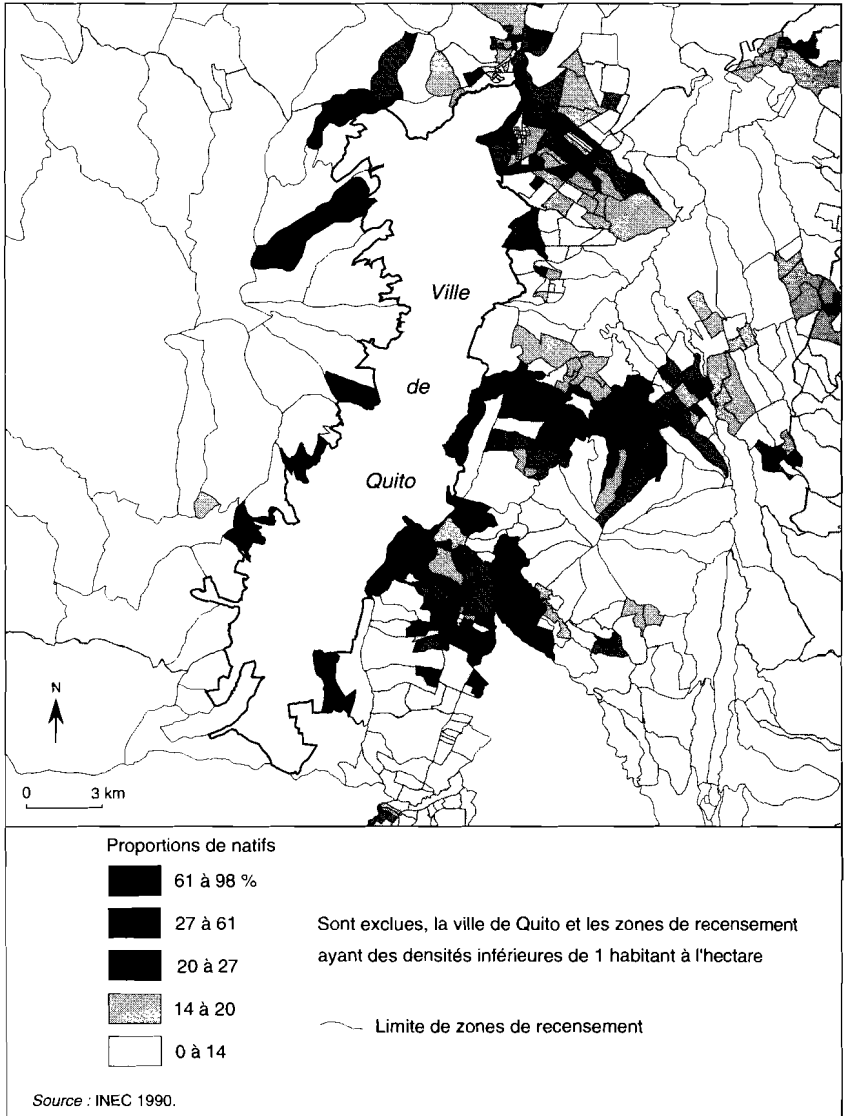 Ville
de
Quito
N
0 3 km
Proportions de natifs
61 à 98 %
27 à 61
20 à 27
14 à 20
0 à 14
Sont exclues, la ville de Quito et les zones de recensement
ayant des densités inférieures de 1 habitant à l'hectare
Limite de zones de recensement
Source : INEC 1990.